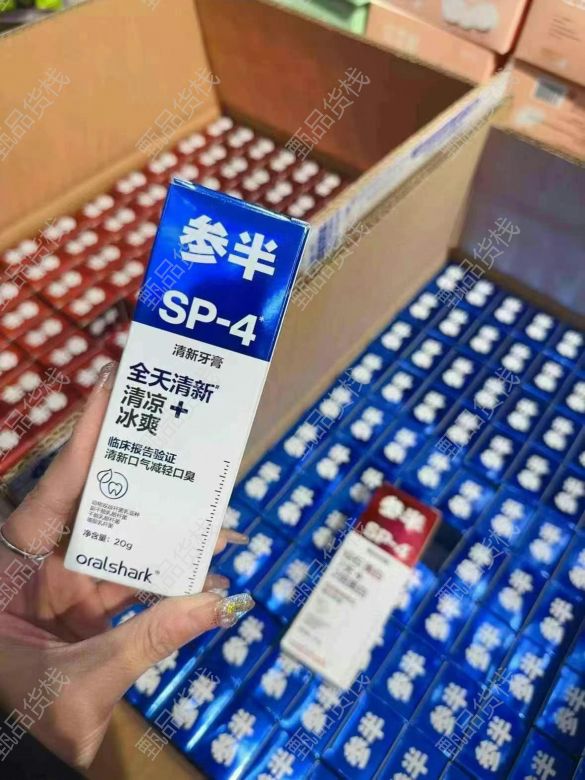 参半
SP-4*
清新牙膏
全天清新#
清凉+
冰爽
临床报告验证
清新口气减轻口臭
净含量：20g
oralshark®
参半
SP-4
甄品货栈